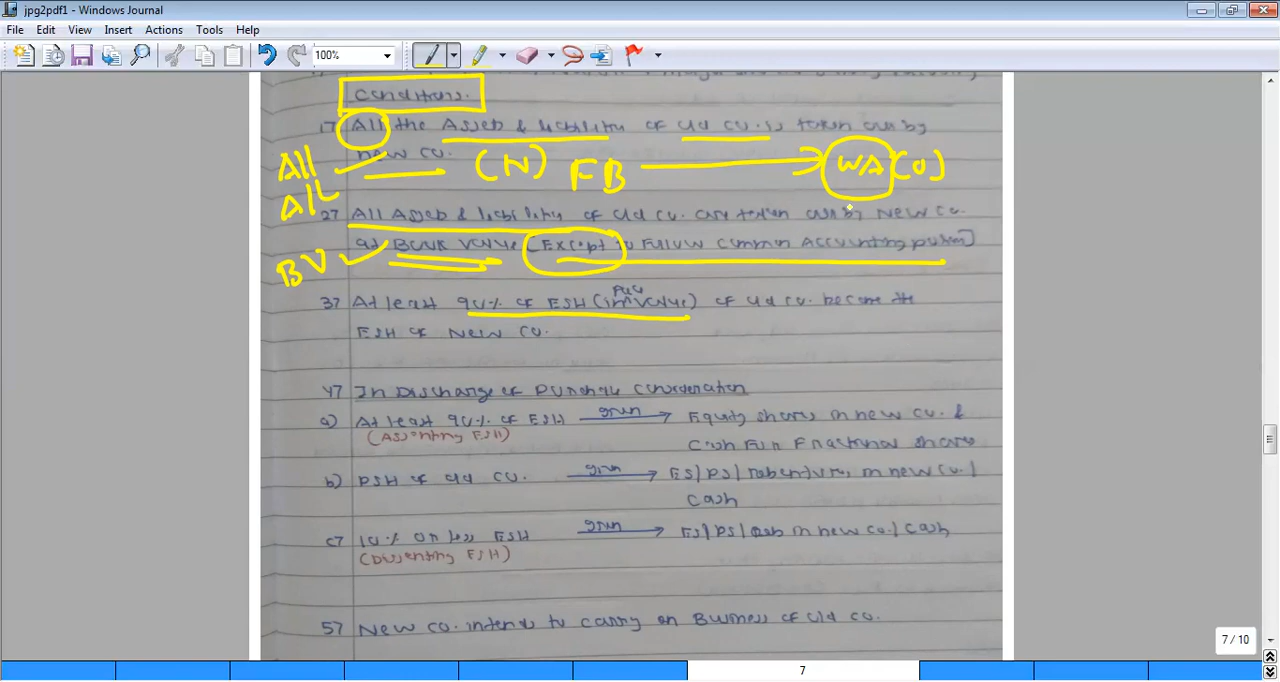 jpg2pdf1 - Windows Journal
File Edit View Insert Actions Tools Help
100%
Conditions.
1) All the Assets & liability of old co. is taken over by
new co.
All
All
(N) FB → WA (O)
2) All Assets & liability of old co. are taken over by New co.
at Book Value [Except to Follow Common Accounting policies]
BV
3) At least 90% of ESH (in value) of old co. become the
ESH of New co.
4) In Discharge of Purchase Consideration
a) At least 90% of ESH given → Equity shares in new co. &
(Assenting ESH) Cash For Fractional shares
b) PSH of old co. given → ES/PS/debentures in new co./
Cash
c) 10% or less ESH given → ES/PS/Deb in new co./cash
(Dissenting ESH)
5) New co. intends to carry on Business of old co.
7 / 10
7